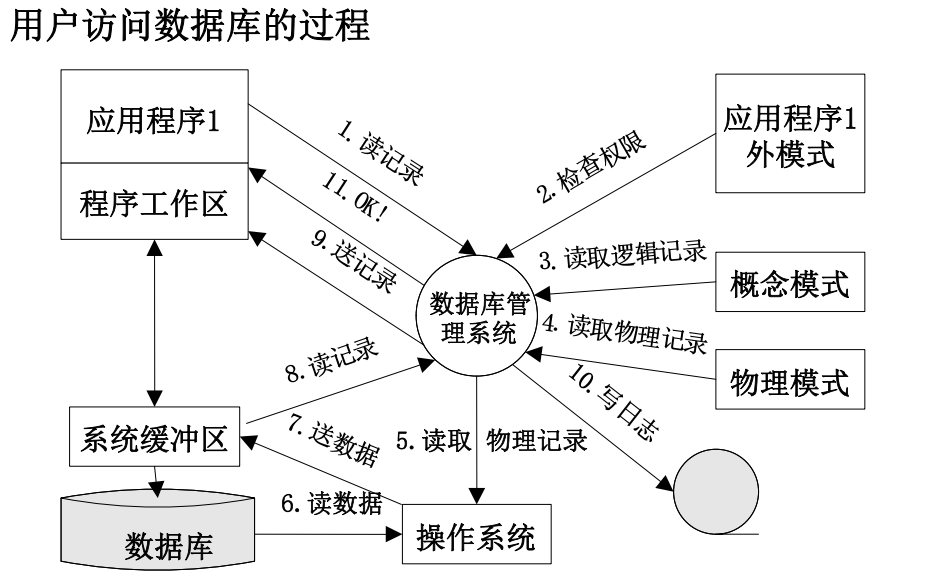 用户访问数据库的过程
应用程序1
程序工作区
应用程序1
外模式
1.读记录
2.检查权限
11.OK!
9.送记录
3.读取逻辑记录
概念模式
数据库管
理系统
4.读取物理记录
物理模式
8.读记录
10.写日志
7.送数据
5.读取 物理记录
系统缓冲区
6.读数据
数据库
操作系统